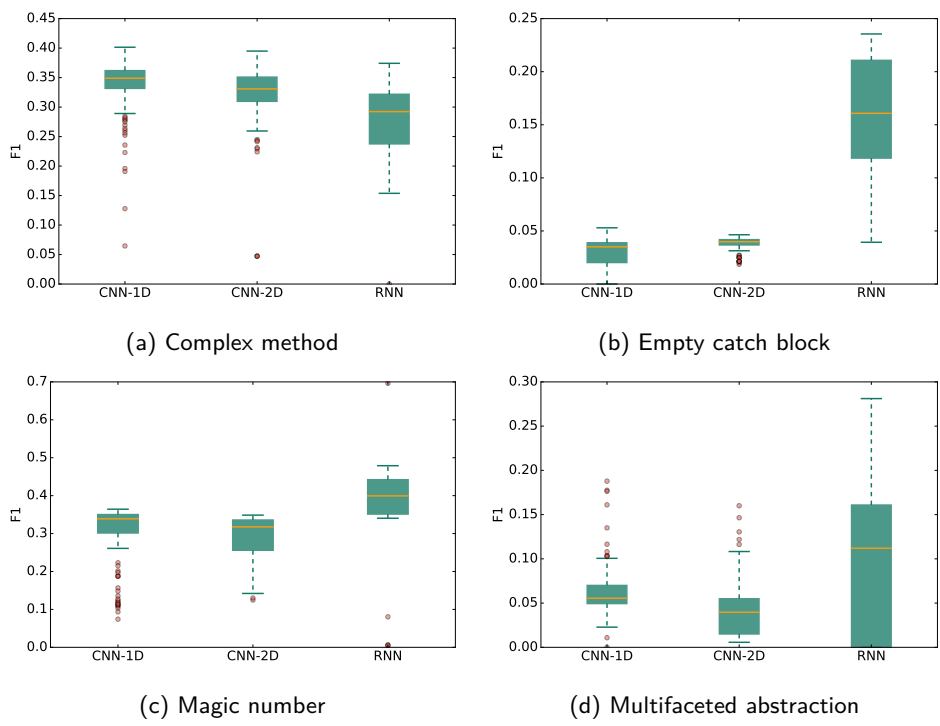 0.45
0.40
0.35
0.30
0.25
0.20
0.15
0.10
0.05
0.00
F1
CNN-1D CNN-2D RNN
(a) Complex method
0.25
0.20
0.15
0.10
0.05
0.00
F1
CNN-1D CNN-2D RNN
(b) Empty catch block
0.7
0.6
0.5
0.4
0.3
0.2
0.1
0.0
F1
CNN-1D CNN-2D RNN
(c) Magic number
0.30
0.25
0.20
0.15
0.10
0.05
0.00
F1
CNN-1D CNN-2D RNN
(d) Multifaceted abstraction